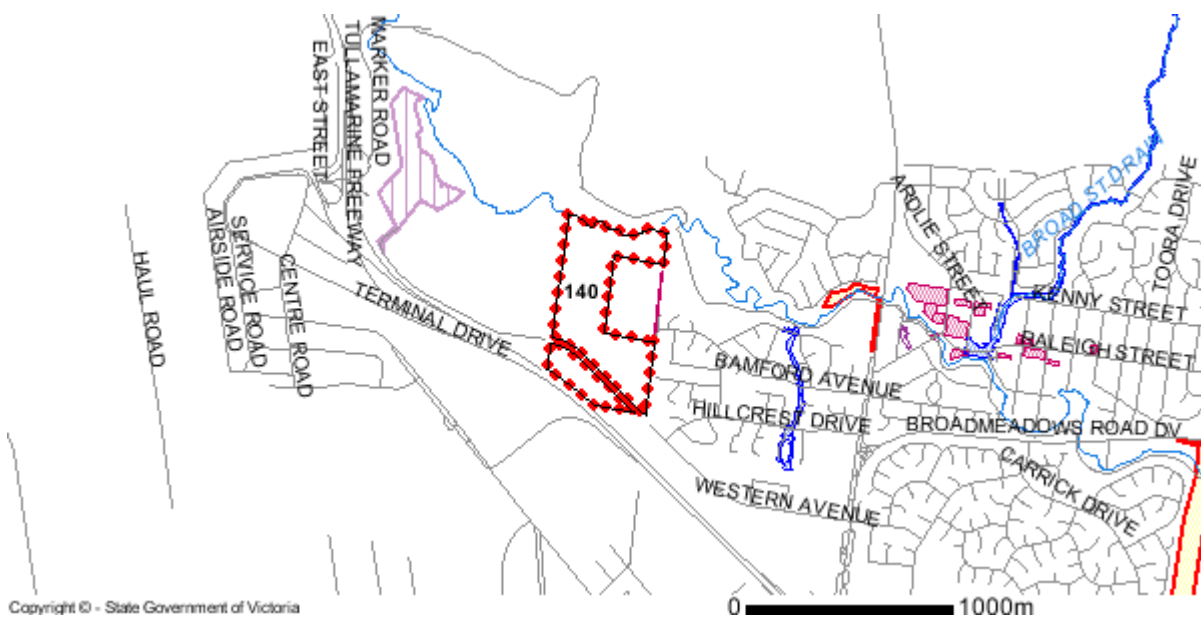 MARKER ROAD
TULLAMARINE FREEWAY
EAST STREET
BROAD ST DRAIN
TOORA DRIVE
ARDLIE STREET
AIRSIDE ROAD
SERVICE ROAD
CENTRE ROAD
HAUL ROAD
140
TERMINAL DRIVE
KENNY STREET
RALEIGH STREET
BAMFORD AVENUE
HILLCREST DRIVE
BROADMEADOWS ROAD DV
CARRICK DRIVE
WESTERN AVENUE
Copyright © - State Government of Victoria
0 1000m